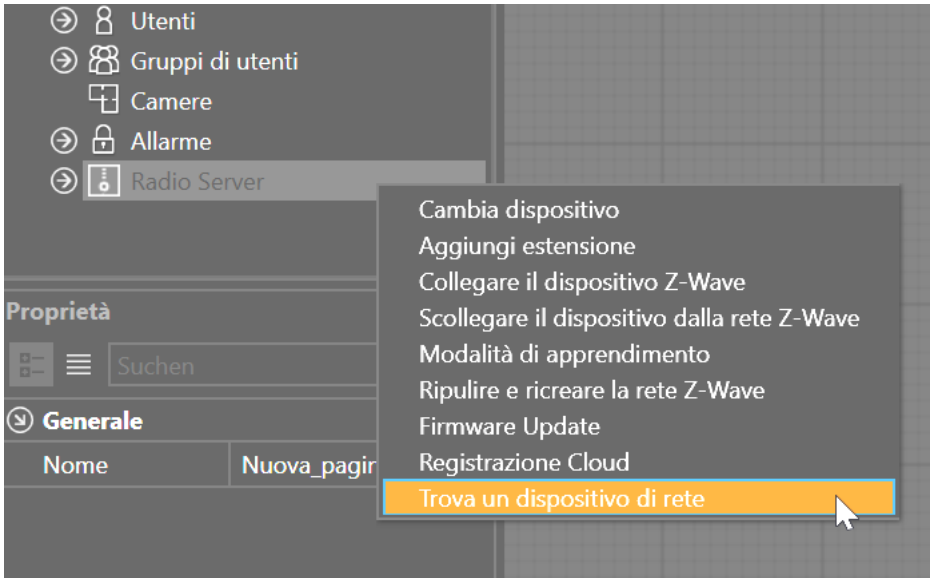 Utenti
Gruppi di utenti
Camere
Allarme
Radio Server
Cambia dispositivo
Aggiungi estensione
Collegare il dispositivo Z-Wave
Scollegare il dispositivo dalla rete Z-Wave
Modalità di apprendimento
Ripulire e ricreare la rete Z-Wave
Firmware Update
Registrazione Cloud
Trova un dispositivo di rete
Proprietà
Suchen
Generale
Nome Nuova_pagin